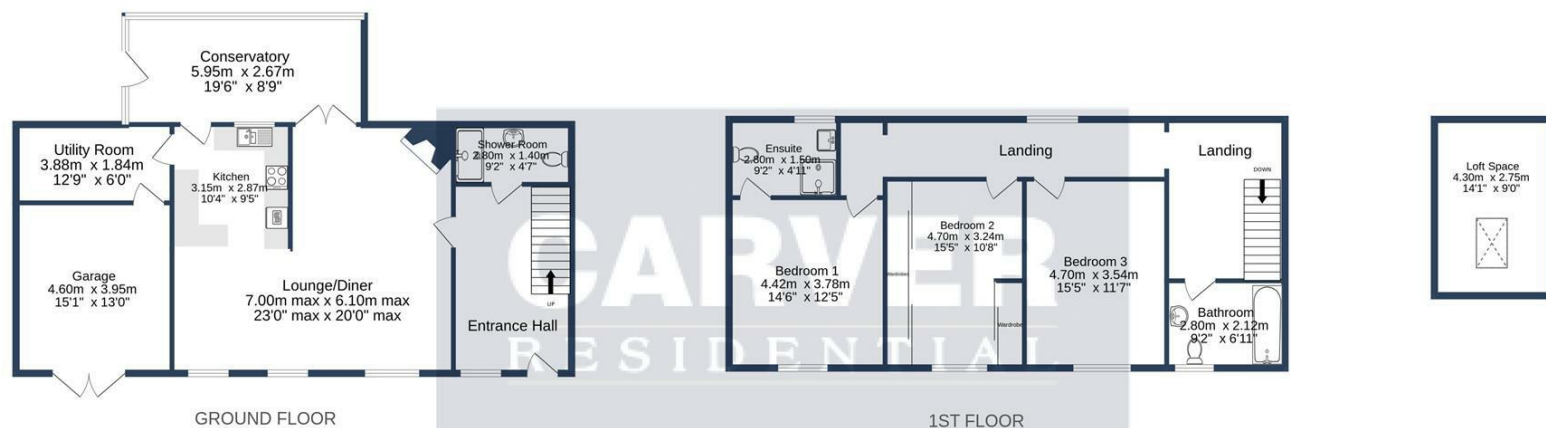 Conservatory
5.95m x 2.67m
19'6" x 8'9"
Utility Room
3.88m x 1.84m
12'9" x 6'0"
Kitchen
3.15m x 2.87m
10'4" x 9'5"
Shower Room
2.80m x 1.40m
9'2" x 4'7"
Garage
4.60m x 3.95m
15'1" x 13'0"
Lounge/Diner
7.00m max x 6.10m max
23'0" max x 20'0" max
UP
Entrance Hall
GROUND FLOOR
Ensuite
2.80m x 1.50m
9'2" x 4'11"
Landing
Landing
DOWN
Bedroom 1
4.42m x 3.78m
14'6" x 12'5"
Bedroom 2
4.70m x 3.24m
15'5" x 10'8"
Wardrobes
Wardrobe
Bedroom 3
4.70m x 3.54m
15'5" x 11'7"
Bathroom
2.80m x 2.12m
9'2" x 6'11"
1ST FLOOR
Loft Space
4.30m x 2.75m
14'1" x 9'0"
CARVER
RESIDENTIAL